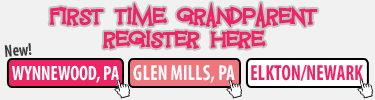 FIRST TIME GRANDPARENT
REGISTER HERE
New!
WYNNEWOOD, PA GLEN MILLS, PA ELKTON/NEWARK